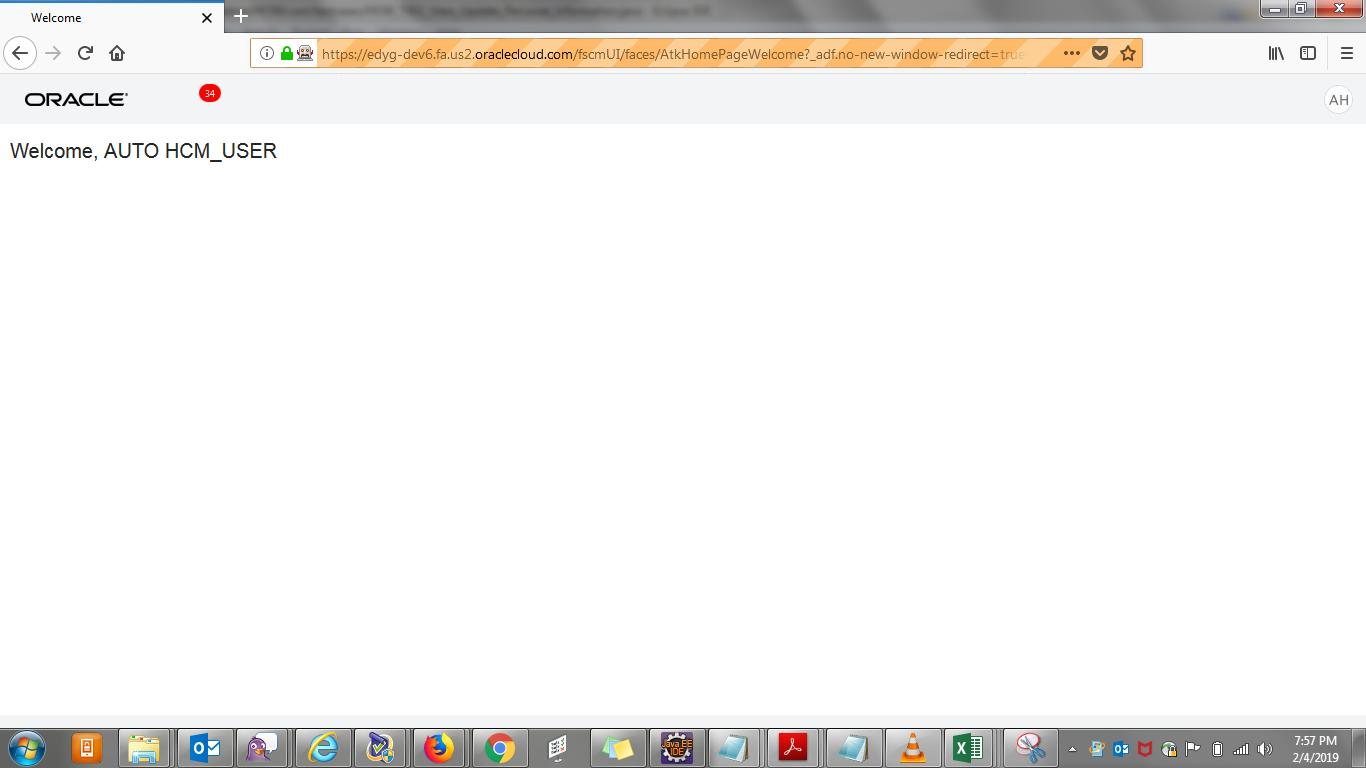 Welcome
https://edyg-dev6.fa.us2.oraclecloud.com/fscmUI/faces/AtkHomePageWelcome?_adf.no-new-window-redirect=true
ORACLE
34
AH
Welcome, AUTO HCM_USER
Java EE
IDE
7:57 PM
2/4/2019